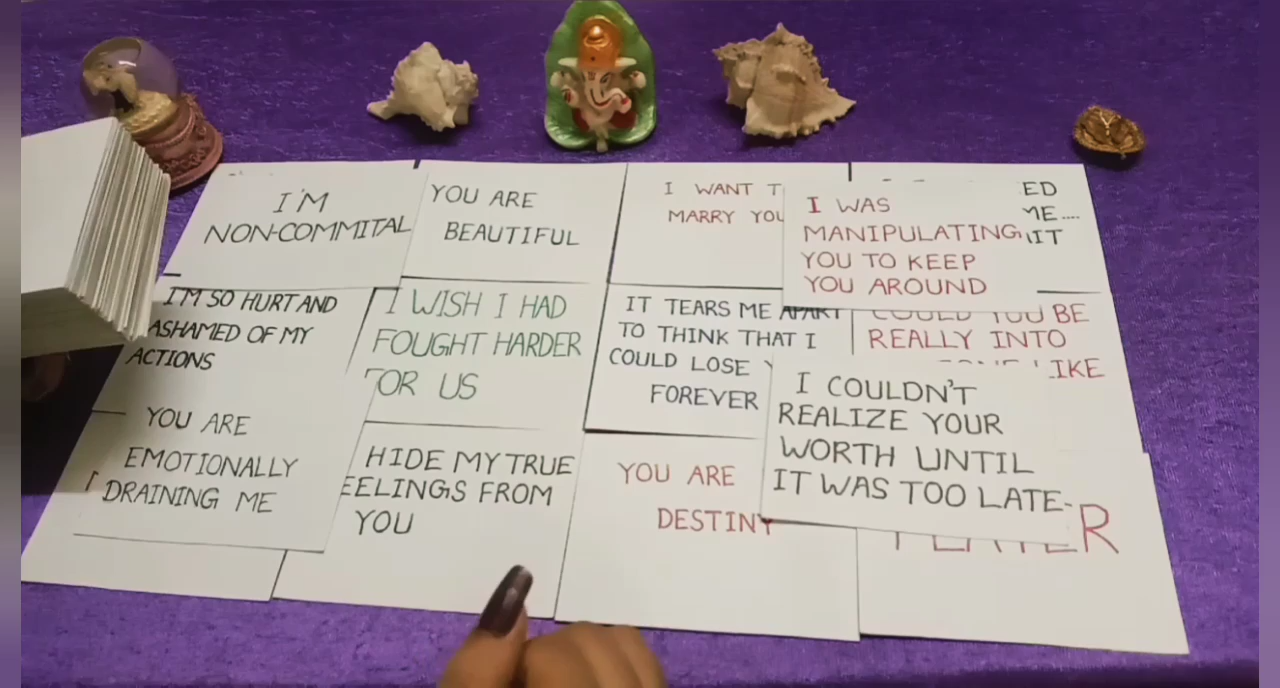 I'M
NON-COMMITAL
YOU ARE
BEAUTIFUL
I WANT
MARRY YOU
ED
ME....
IT
I WAS
MANIPULATING
YOU TO KEEP
YOU AROUND
I'M SO HURT AND
ASHAMED OF MY
ACTIONS
I WISH I HAD
FOUGHT HARDER
FOR US
IT TEARS ME APART
TO THINK THAT I
COULD LOSE
FOREVER
COULD YOU BE
REALLY INTO
LIKE
YOU ARE
EMOTIONALLY
DRAINING ME
HIDE MY TRUE
EELINGS FROM
YOU
YOU ARE
DESTINY
I COULDN'T
REALIZE YOUR
WORTH UNTIL
IT WAS TOO LATE-
PLAYER